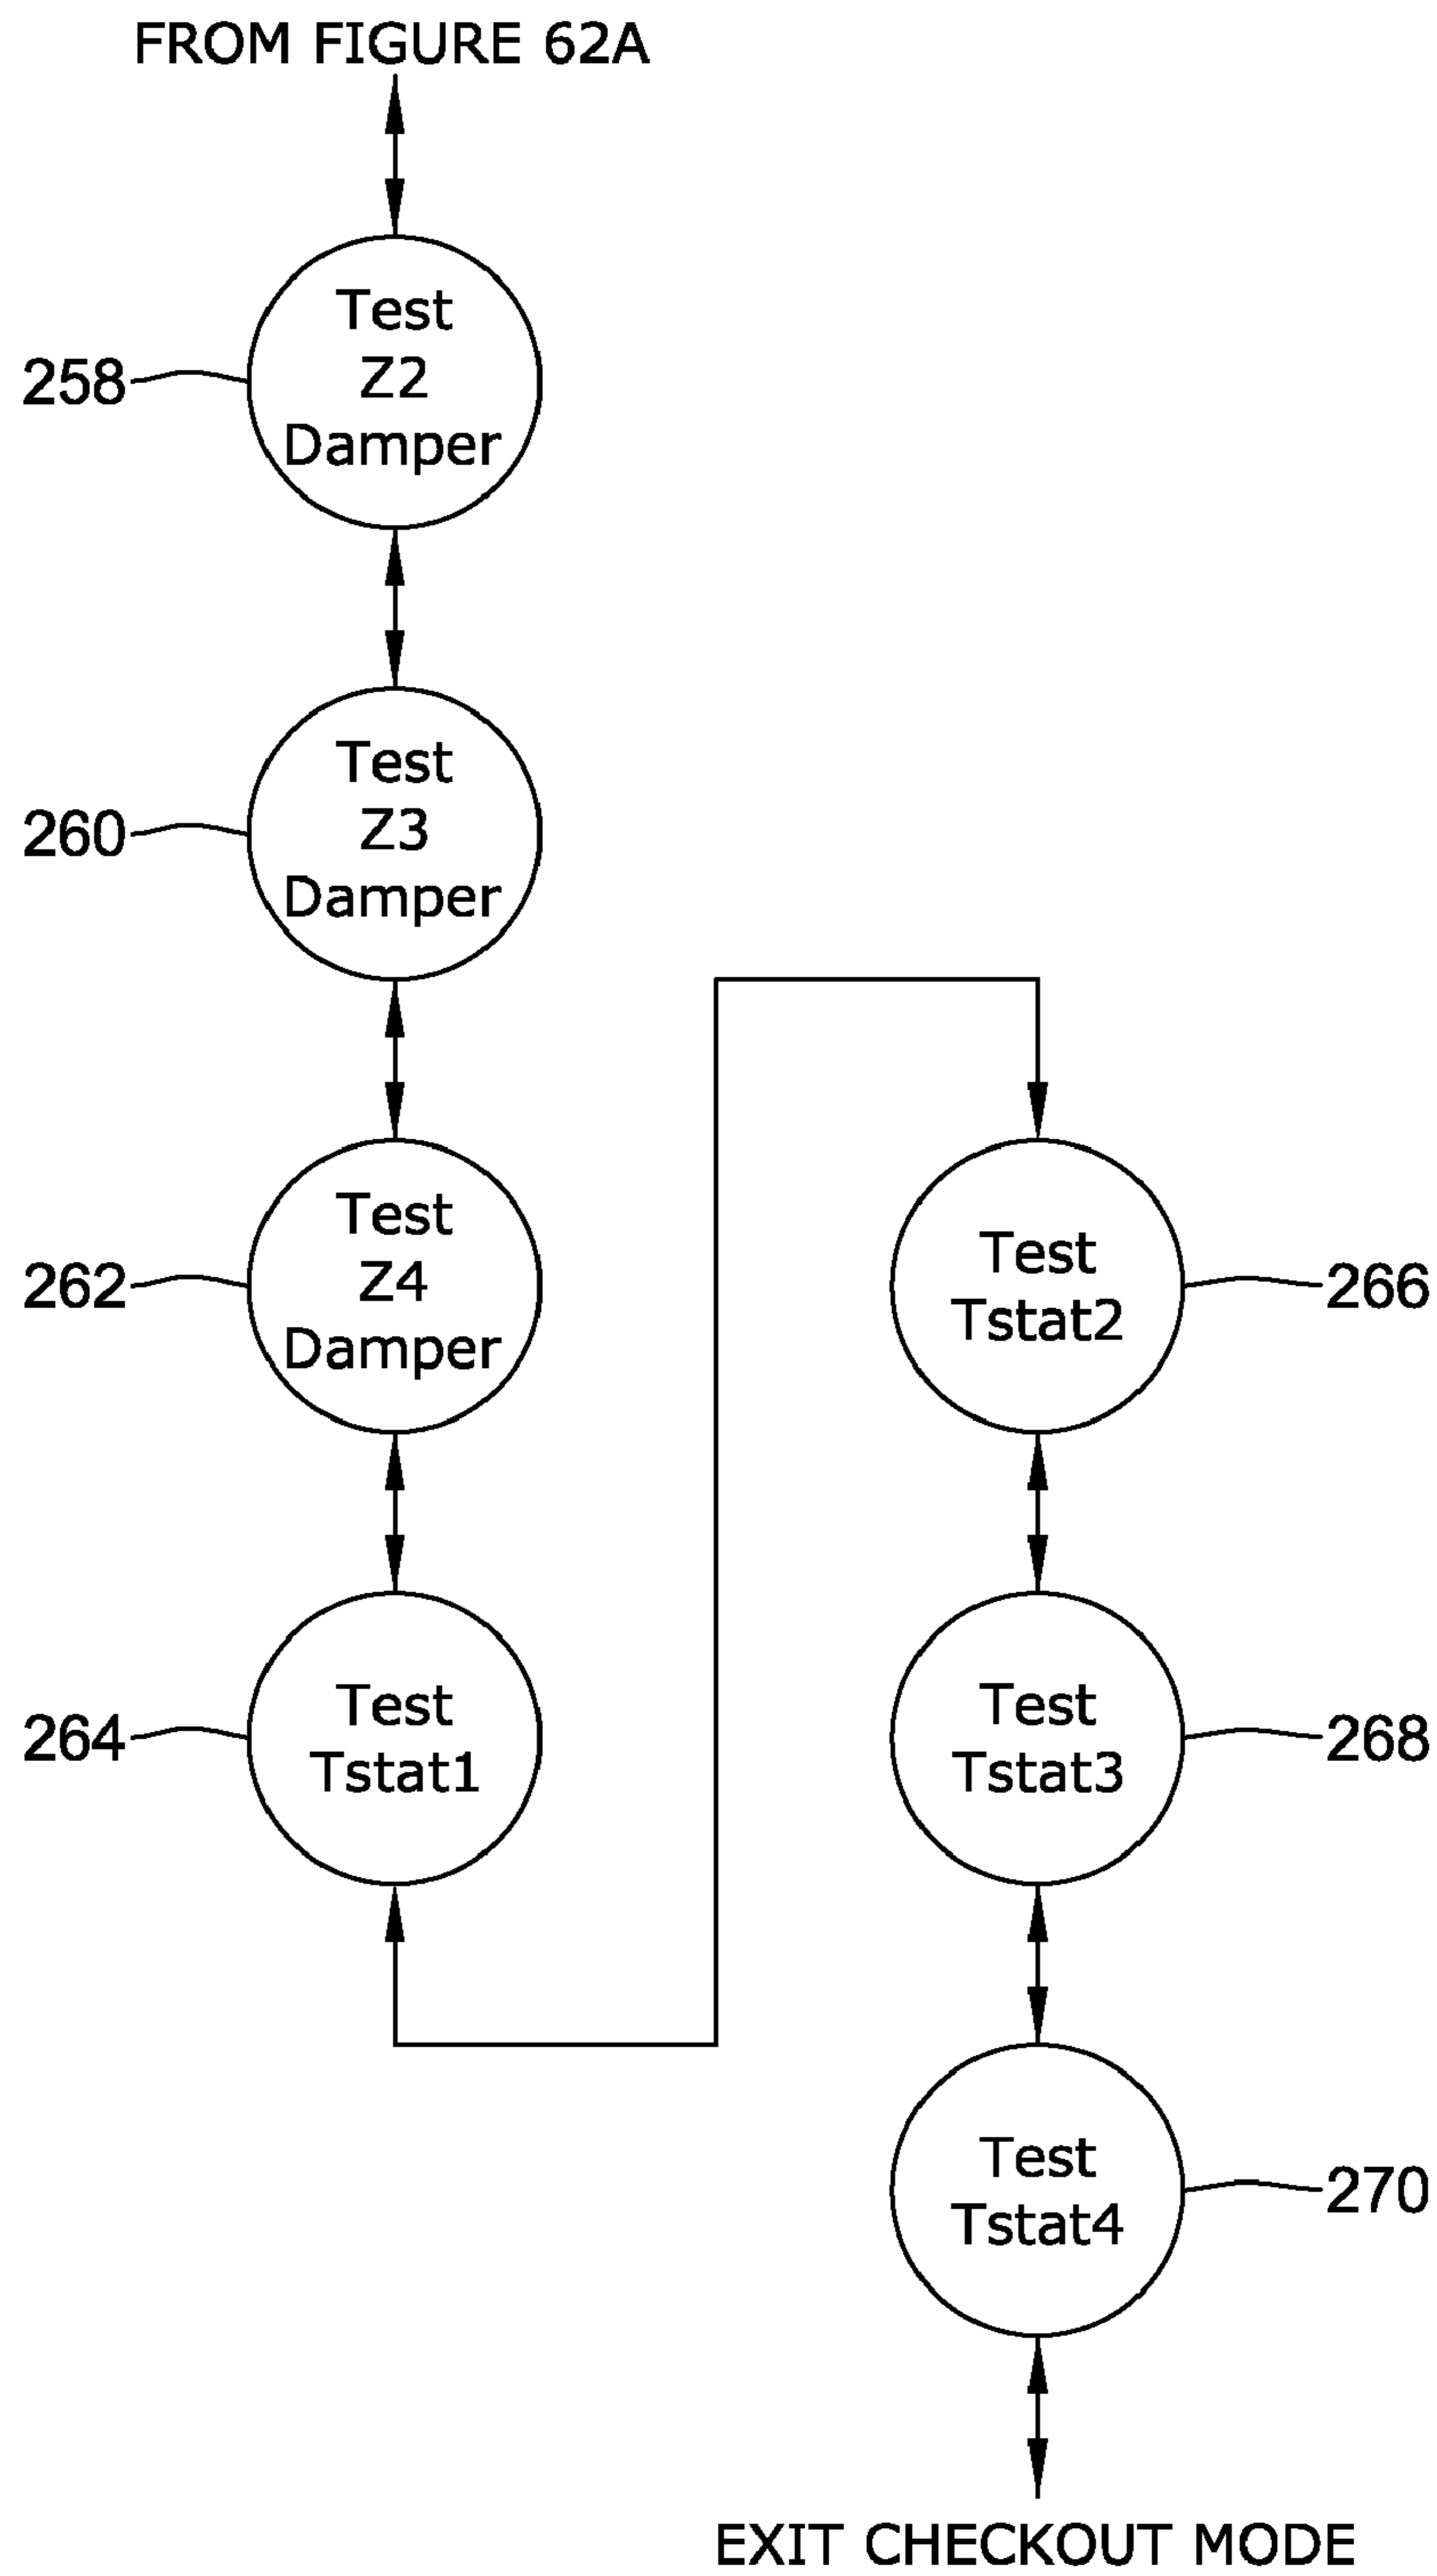 FROM FIGURE 62A
Test
Z2
Damper
258
Test
Z3
Damper
260
Test
Z4
Damper
262
Test
Tstat1
264
Test
Tstat2
266
Test
Tstat3
268
Test
Tstat4
270
EXIT CHECKOUT MODE